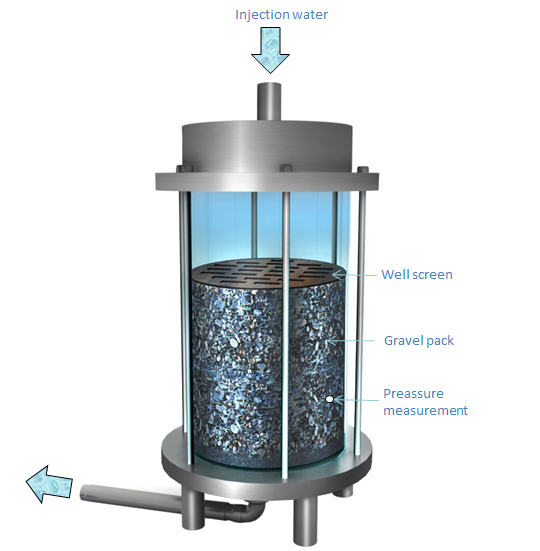 Injection water
Well screen
Gravel pack
Preassure
measurement